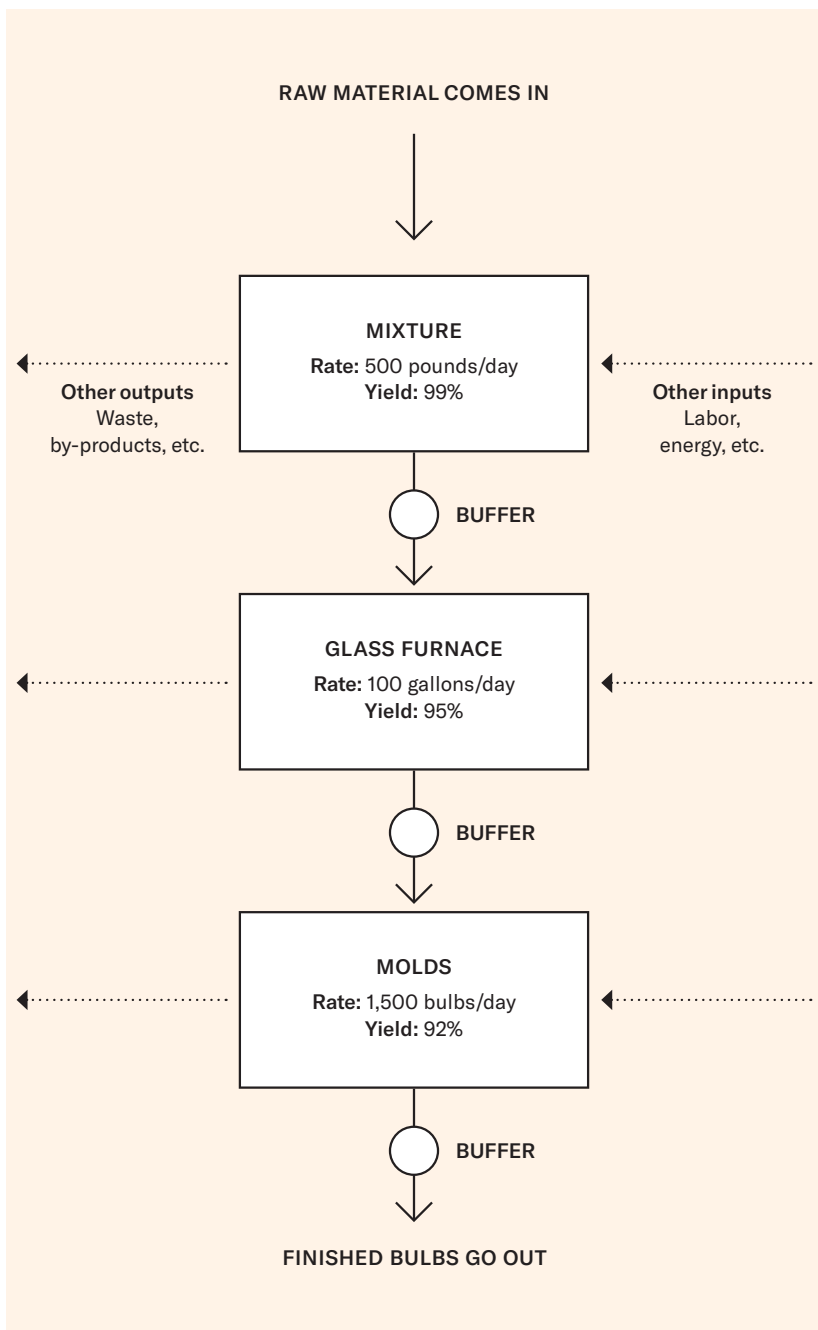 RAW MATERIAL COMES IN
MIXTURE
Rate: 500 pounds/day
Yield: 99%
Other outputs
Waste,
by-products, etc.
Other inputs
Labor,
energy, etc.
BUFFER
GLASS FURNACE
Rate: 100 gallons/day
Yield: 95%
BUFFER
MOLDS
Rate: 1,500 bulbs/day
Yield: 92%
BUFFER
FINISHED BULBS GO OUT